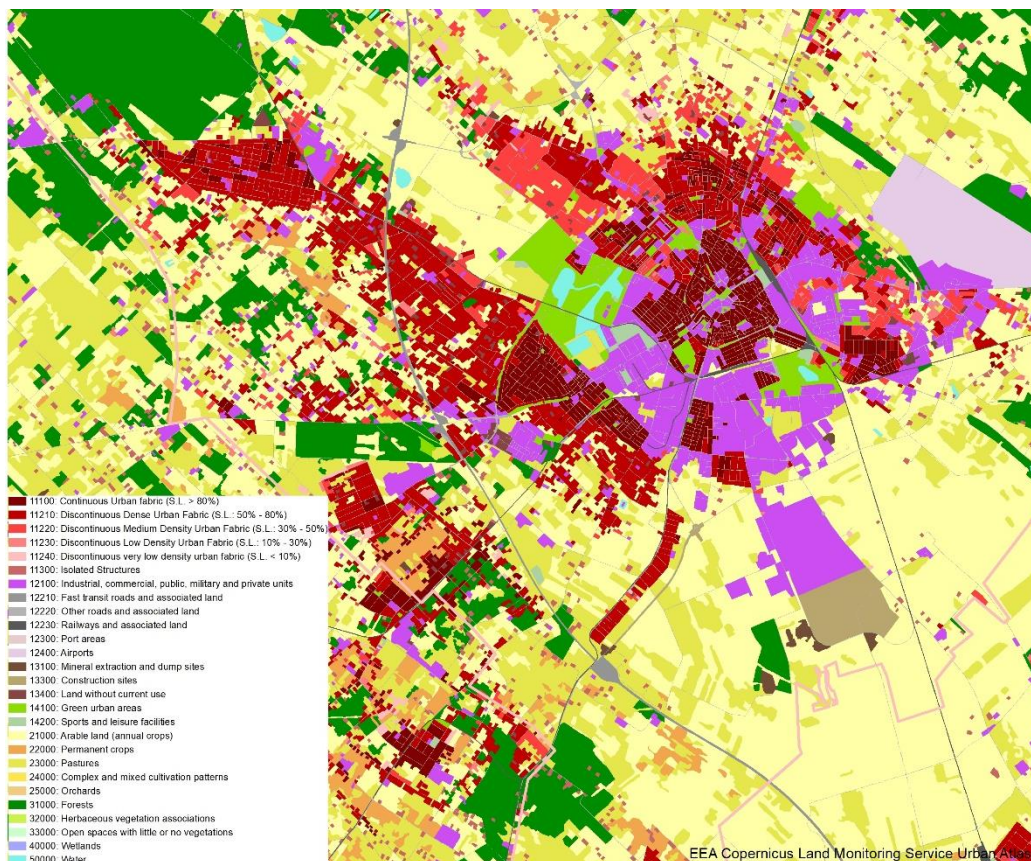 11100: Continuous Urban fabric (S.L. > 80%)
11210: Discontinuous Dense Urban Fabric (S.L.: 50% - 80%)
11220: Discontinuous Medium Density Urban Fabric (S.L.: 30% - 50%)
11230: Discontinuous Low Density Urban Fabric (S.L.: 10% - 30%)
11240: Discontinuous very low density urban fabric (S.L. < 10%)
11300: Isolated Structures
12100: Industrial, commercial, public, military and private units
12210: Fast transit roads and associated land
12220: Other roads and associated land
12230: Railways and associated land
12300: Port areas
12400: Airports
13100: Mineral extraction and dump sites
13300: Construction sites
13400: Land without current use
14100: Green urban areas
14200: Sports and leisure facilities
21000: Arable land (annual crops)
22000: Permanent crops
23000: Pastures
24000: Complex and mixed cultivation patterns
25000: Orchards
31000: Forests
32000: Herbaceous vegetation associations
33000: Open spaces with little or no vegetations
40000: Wetlands
50000: Water
EEA Copernicus Land Monitoring Service Urban Atlas